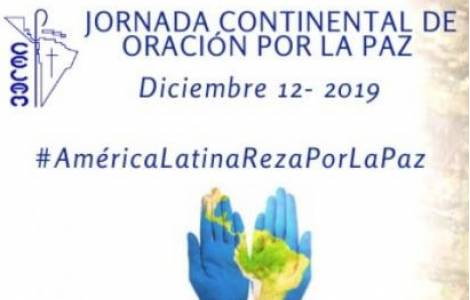 JORNADA CONTINENTAL DE
ORACIÓN POR LA PAZ
Diciembre 12- 2019
#AméricaLatinaRezaPorLaPaz